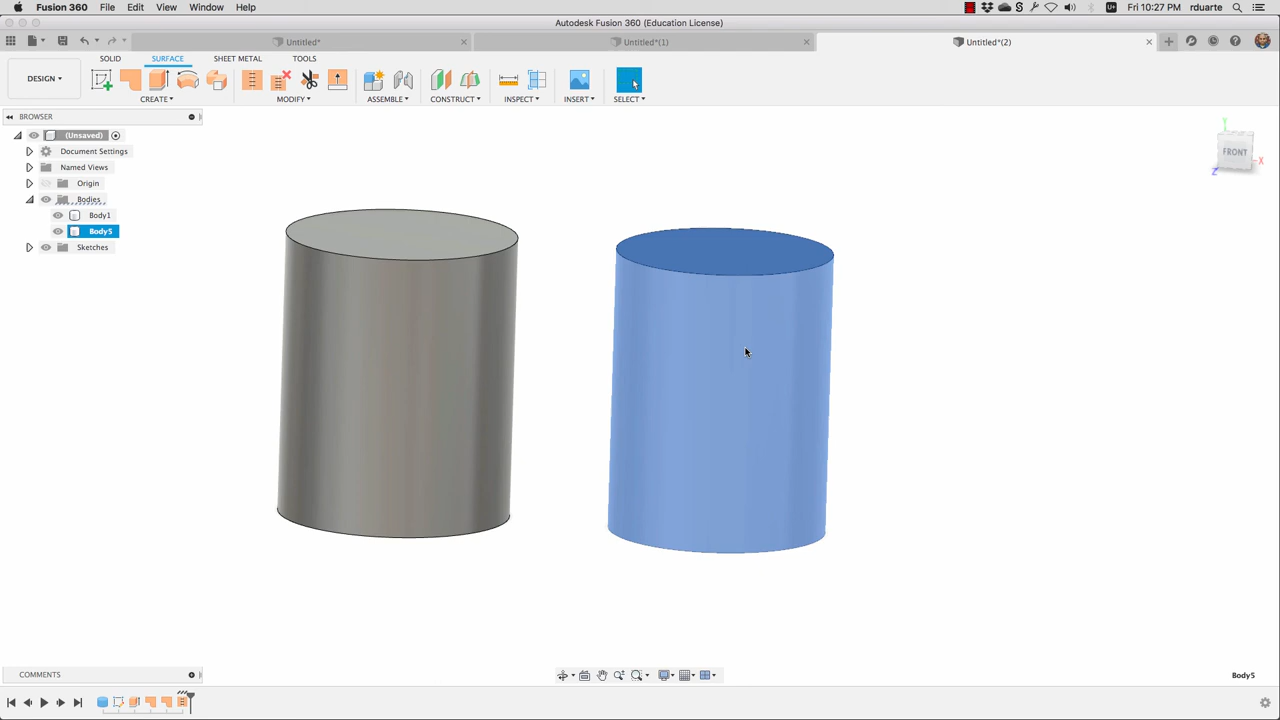 Fusion 360 File Edit View Window Help Fri 10:27 PM rduarte
Autodesk Fusion 360 (Education License)
Untitled* Untitled*(1) Untitled*(2)
SOLID SURFACE SHEET METAL TOOLS
DESIGN
CREATE MODIFY ASSEMBLE CONSTRUCT INSPECT INSERT SELECT
BROWSER
(Unsaved)
Document Settings
Named Views
Origin
Bodies
Body1
Body5
Sketches
Y
FRONT
X
Z
COMMENTS
Body5